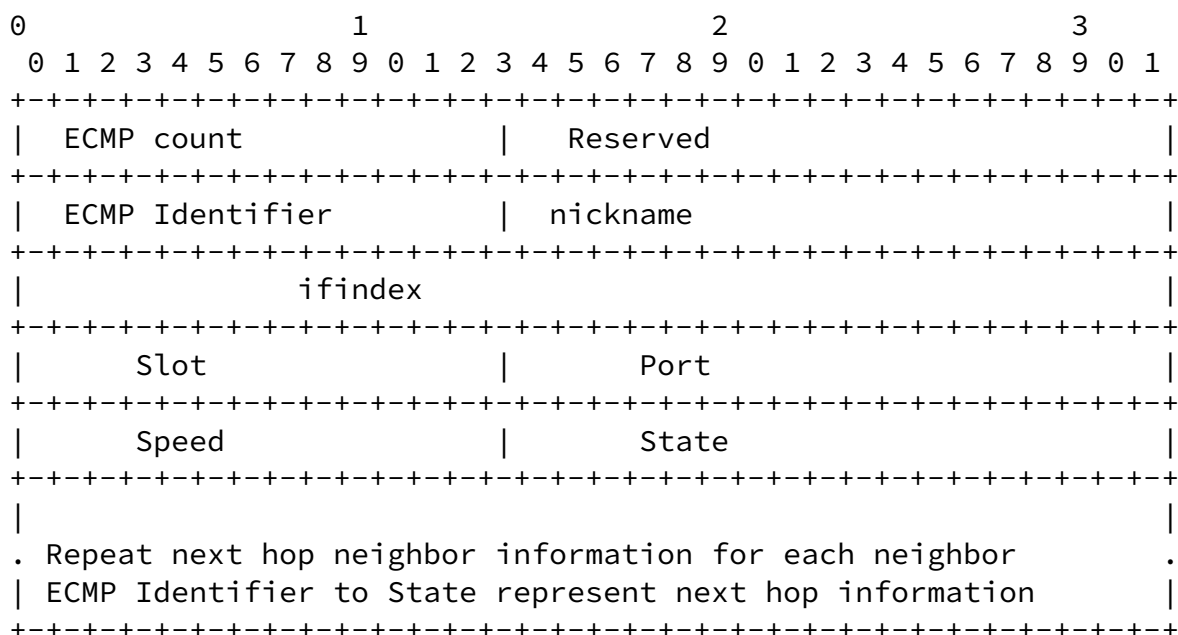 0                   1                   2                   3
 0 1 2 3 4 5 6 7 8 9 0 1 2 3 4 5 6 7 8 9 0 1 2 3 4 5 6 7 8 9 0 1
+-+-+-+-+-+-+-+-+-+-+-+-+-+-+-+-+-+-+-+-+-+-+-+-+-+-+-+-+-+-+-+-+
|  ECMP count              |   Reserved                         |
+-+-+-+-+-+-+-+-+-+-+-+-+-+-+-+-+-+-+-+-+-+-+-+-+-+-+-+-+-+-+-+-+
|  ECMP Identifier         |  nickname                          |
+-+-+-+-+-+-+-+-+-+-+-+-+-+-+-+-+-+-+-+-+-+-+-+-+-+-+-+-+-+-+-+-+
|               ifindex                                         |
+-+-+-+-+-+-+-+-+-+-+-+-+-+-+-+-+-+-+-+-+-+-+-+-+-+-+-+-+-+-+-+-+
|      Slot                |       Port                         |
+-+-+-+-+-+-+-+-+-+-+-+-+-+-+-+-+-+-+-+-+-+-+-+-+-+-+-+-+-+-+-+-+
|      Speed               |       State                        |
+-+-+-+-+-+-+-+-+-+-+-+-+-+-+-+-+-+-+-+-+-+-+-+-+-+-+-+-+-+-+-+-+
|                                                               |
. Repeat next hop neighbor information for each neighbor        .
| ECMP Identifier to State represent next hop information       |
+-+-+-+-+-+-+-+-+-+-+-+-+-+-+-+-+-+-+-+-+-+-+-+-+-+-+-+-+-+-+-+-+